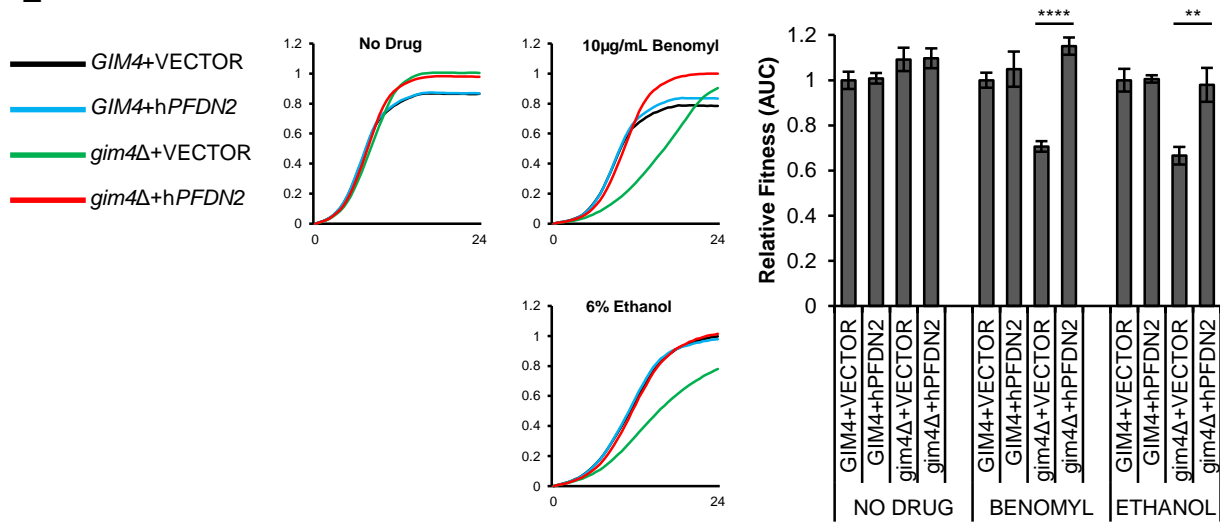 GIM4+VECTOR
GIM4+hPFDN2
gim4Δ+VECTOR
gim4Δ+hPFDN2
No Drug
1.2
1
0.8
0.6
0.4
0.2
0
0
24
10µg/mL Benomyl
1.2
1
0.8
0.6
0.4
0.2
0
0
24
6% Ethanol
1.2
1
0.8
0.6
0.4
0.2
0
0
24
Relative Fitness (AUC)
1.2
1
0.8
0.6
0.4
0.2
0
****
**
GIM4+VECTOR
GIM4+hPFDN2
gim4Δ+VECTOR
gim4Δ+hPFDN2
GIM4+VECTOR
GIM4+hPFDN2
gim4Δ+VECTOR
gim4Δ+hPFDN2
GIM4+VECTOR
GIM4+hPFDN2
gim4Δ+VECTOR
gim4Δ+hPFDN2
NO DRUG
BENOMYL
ETHANOL